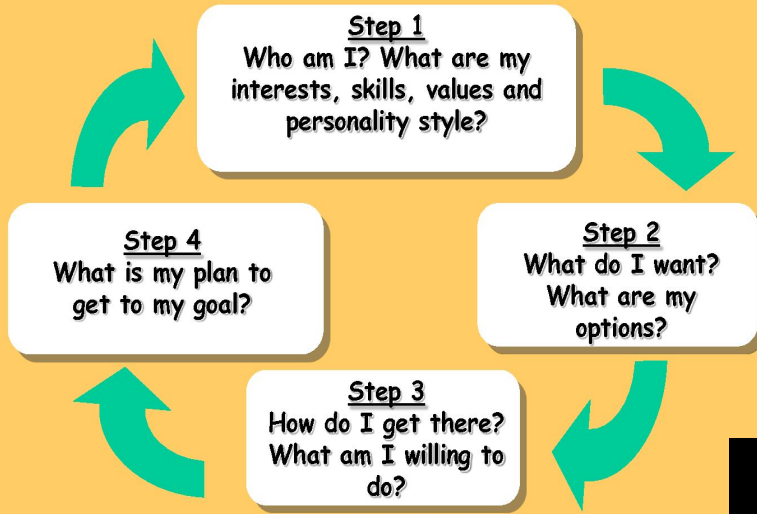 Step 1
Who am I? What are my
interests, skills, values and
personality style?
Step 2
What do I want?
What are my
options?
Step 3
How do I get there?
What am I willing to
do?
Step 4
What is my plan to
get to my goal?